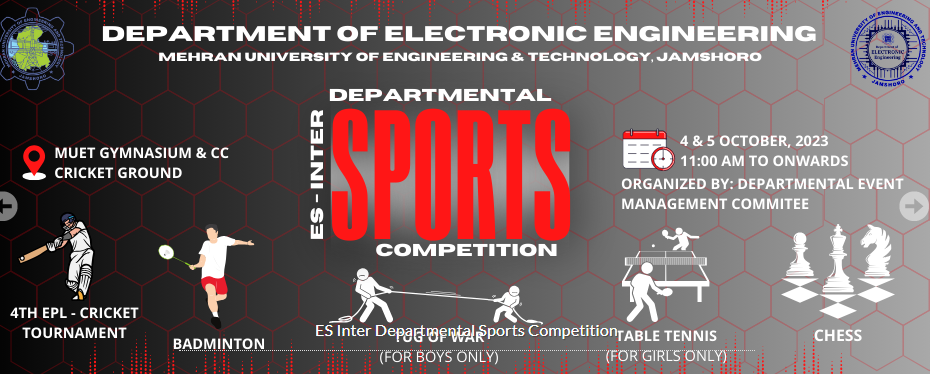 DEPARTMENT OF ELECTRONIC ENGINEERING
MEHRAN UNIVERSITY OF ENGINEERING & TECHNOLOGY, JAMSHORO
DEPARTMENTAL
ES - INTER
SPORTS
COMPETITION
MUET GYMNASIUM & CC
CRICKET GROUND
4 & 5 OCTOBER, 2023
11:00 AM TO ONWARDS
ORGANIZED BY: DEPARTMENTAL EVENT
MANAGEMENT COMMITEE
4TH EPL - CRICKET
TOURNAMENT
BADMINTON
ES Inter Departmental Sports Competition
TUG OF WAR
(FOR BOYS ONLY)
TABLE TENNIS
(FOR GIRLS ONLY)
CHESS